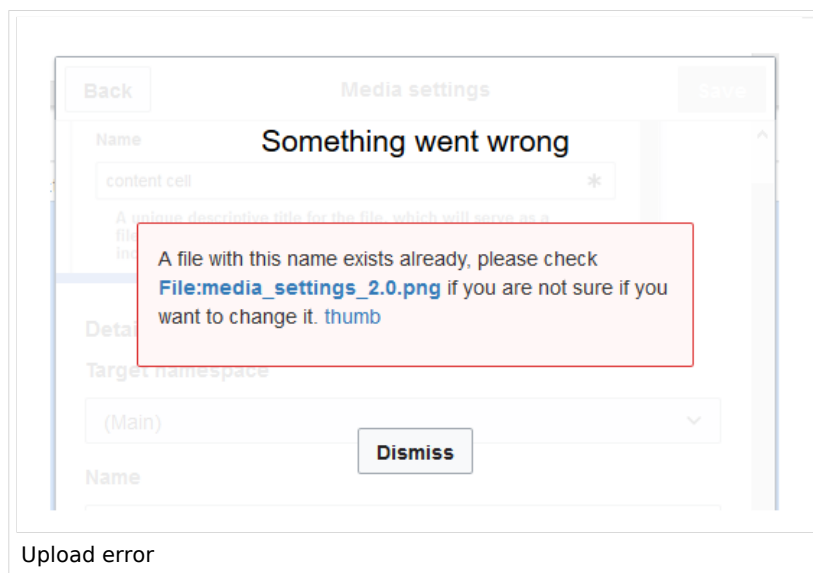 Back
Media settings
Save
Name
Something went wrong
content cell
A unique descriptive title for the file, which will serve as a
A file with this name exists already, please check
File:media_settings_2.0.png if you are not sure if you
want to change it. thumb
Target namespace
(Main)
Dismiss
Name
Upload error